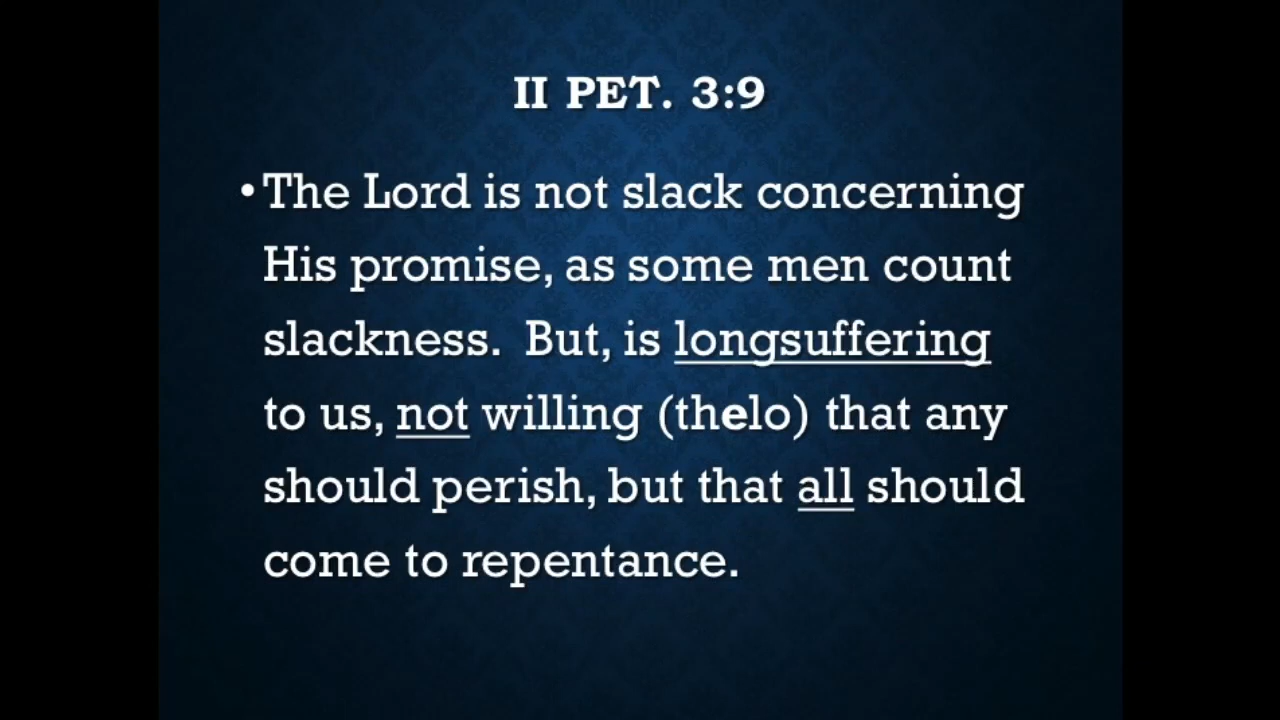 II PET. 3:9
•The Lord is not slack concerning
His promise, as some men count
slackness.  But, is longsuffering
to us, not willing (thelo) that any
should perish, but that all should
come to repentance.